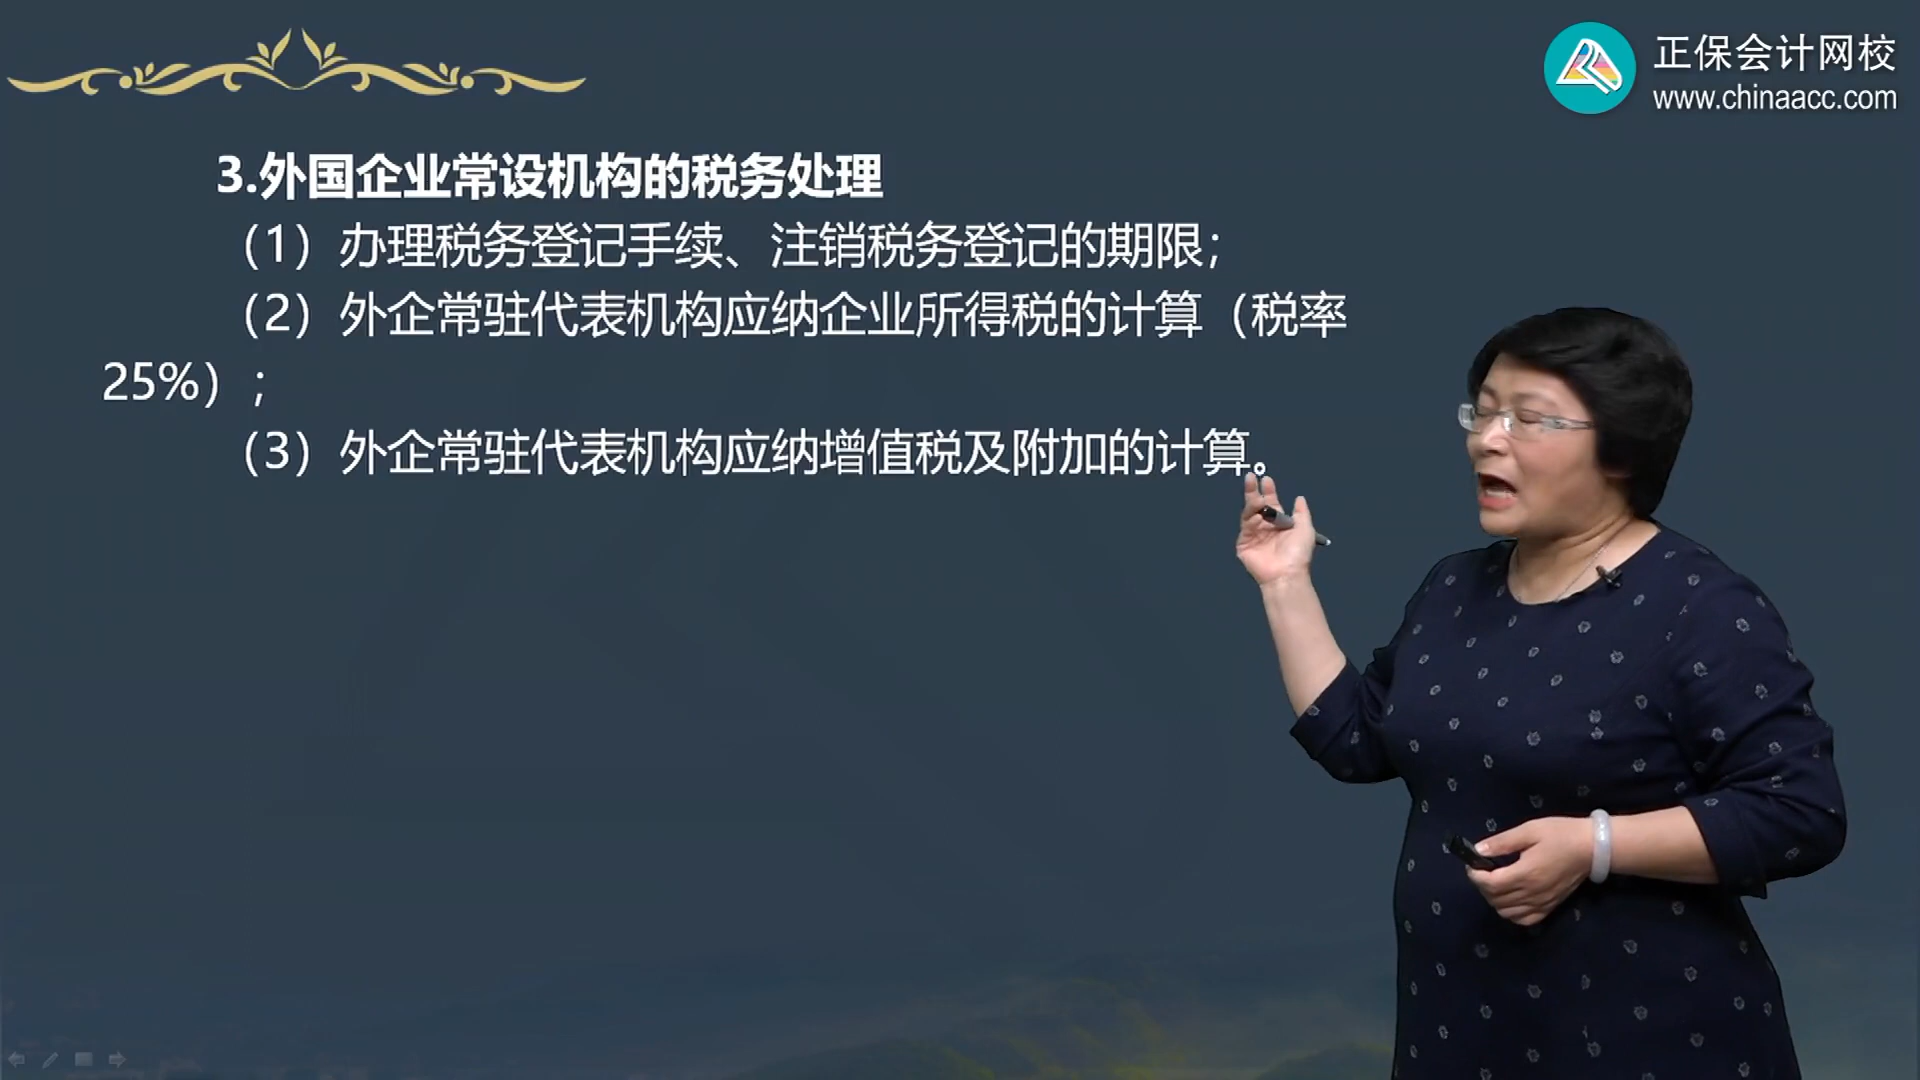 正保会计网校
www.chinaacc.com
3.外国企业常设机构的税务处理
（1）办理税务登记手续、注销税务登记的期限；
（2）外企常驻代表机构应纳企业所得税的计算（税率
25%）；
（3）外企常驻代表机构应纳增值税及附加的计算。